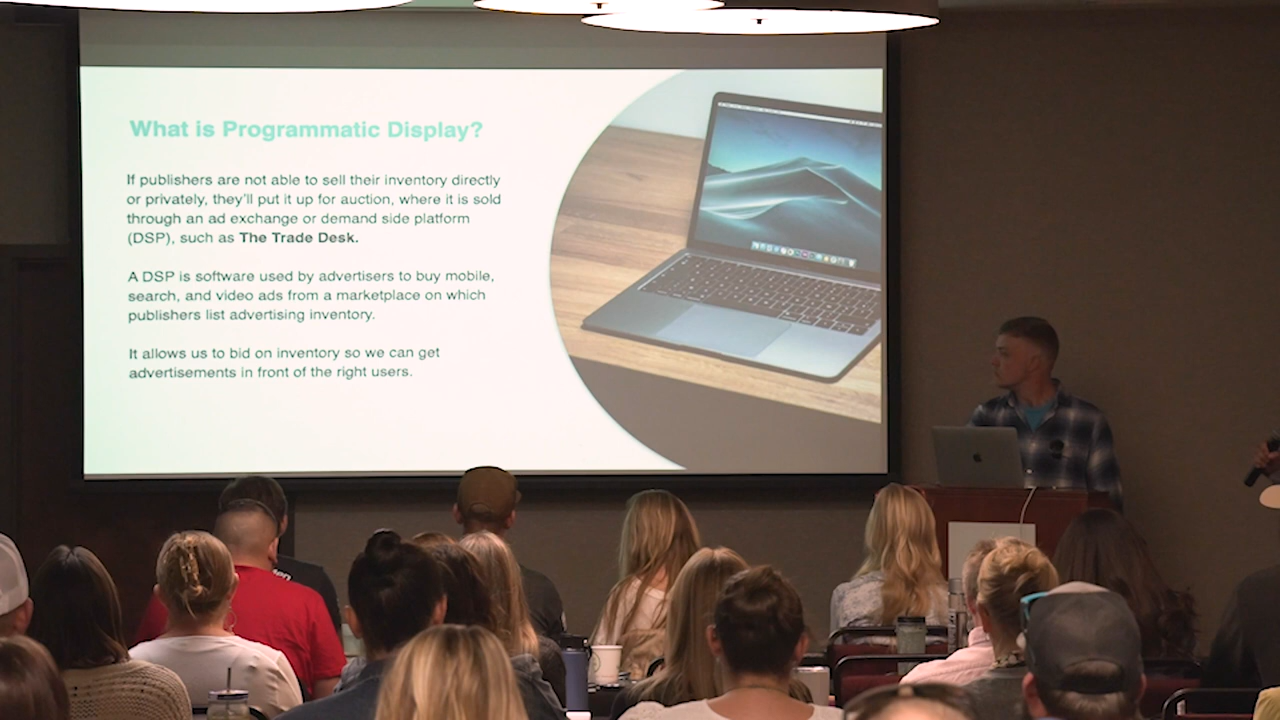 What is Programmatic Display?
If publishers are not able to sell their inventory directly
or privately, they'll put it up for auction, where it is sold
through an ad exchange or demand side platform
(DSP), such as The Trade Desk.
A DSP is software used by advertisers to buy mobile,
search, and video ads from a marketplace on which
publishers list advertising inventory.
It allows us to bid on inventory so we can get
advertisements in front of the right users.